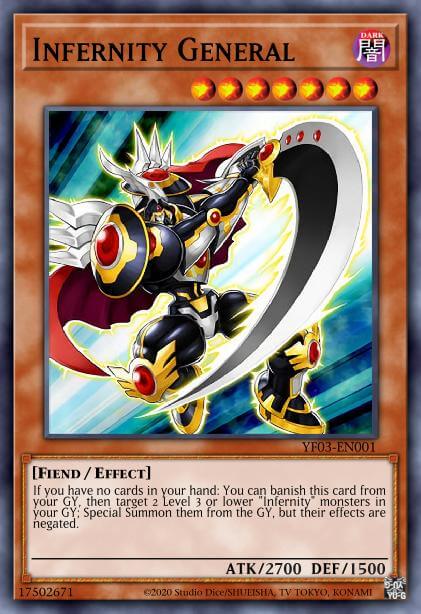 INFERNITY GENERAL
DARK
闇
YF03-EN001
[FIEND / EFFECT]
If you have no cards in your hand: You can banish this card from
your GY, then target 2 Level 3 or lower "Infernity" monsters in
your GY; Special Summon them from the GY, but their effects are
negated.
ATK/2700 DEF/1500
17502671
©2020 Studio Dice/SHUEISHA, TV TOKYO, KONAMI